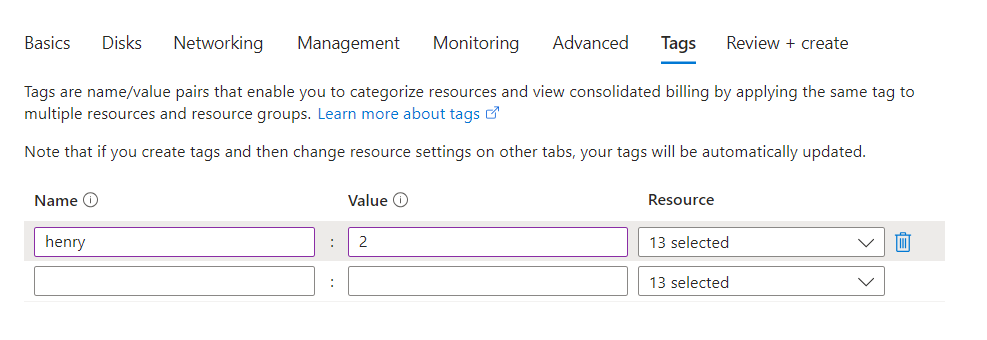 Basics Disks Networking Management Monitoring Advanced Tags Review + create
Tags are name/value pairs that enable you to categorize resources and view consolidated billing by applying the same tag to
multiple resources and resource groups. Learn more about tags
Note that if you create tags and then change resource settings on other tabs, your tags will be automatically updated.
Name Value Resource
henry : 2 13 selected
: 13 selected